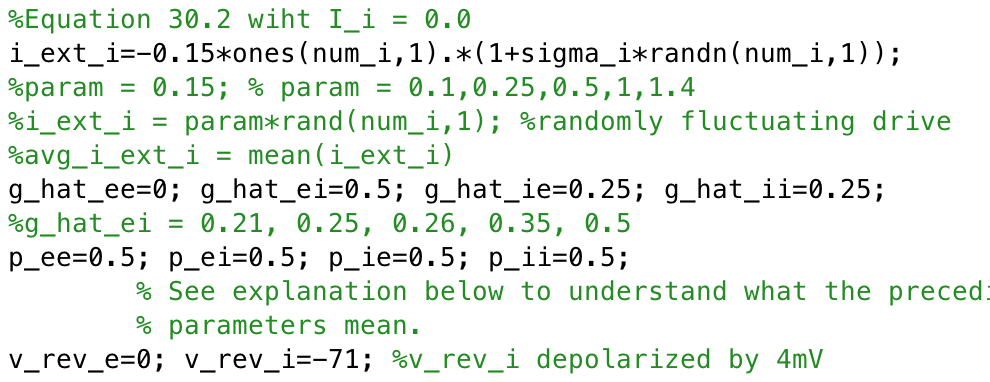 %Equation 30.2 wiht I_i = 0.0
i_ext_i=-0.15*ones(num_i,1).*(1+sigma_i*randn(num_i,1));
%param = 0.15; % param = 0.1,0.25,0.5,1,1.4
%i_ext_i = param*rand(num_i,1); %randomly fluctuating drive
%avg_i_ext_i = mean(i_ext_i)
g_hat_ee=0; g_hat_ei=0.5; g_hat_ie=0.25; g_hat_ii=0.25;
%g_hat_ei = 0.21, 0.25, 0.26, 0.35, 0.5
p_ee=0.5; p_ei=0.5; p_ie=0.5; p_ii=0.5;
% See explanation below to understand what the precedi
% parameters mean.
v_rev_e=0; v_rev_i=-71; %v_rev_i depolarized by 4mV